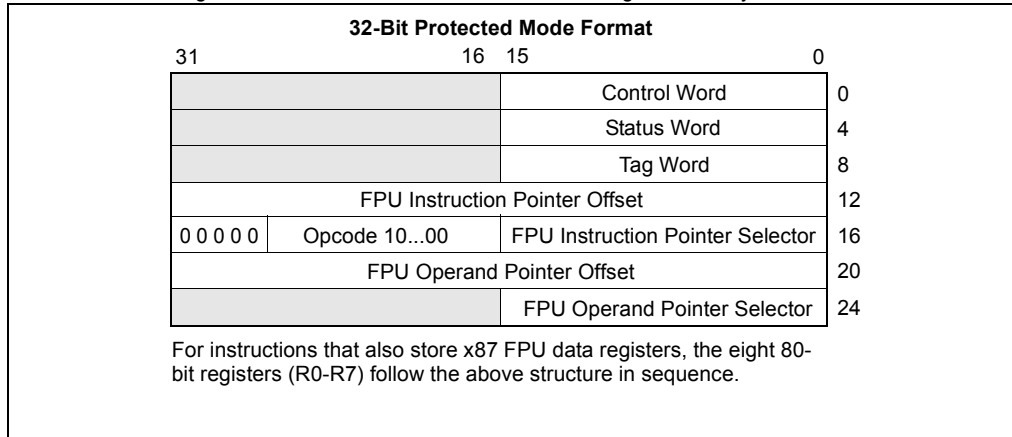 32-Bit Protected Mode Format
31 16 15 0
Control Word 0
Status Word 4
Tag Word 8
FPU Instruction Pointer Offset 12
0 0 0 0 0 Opcode 10...00 FPU Instruction Pointer Selector 16
FPU Operand Pointer Offset 20
FPU Operand Pointer Selector 24
For instructions that also store x87 FPU data registers, the eight 80-
bit registers (R0-R7) follow the above structure in sequence.